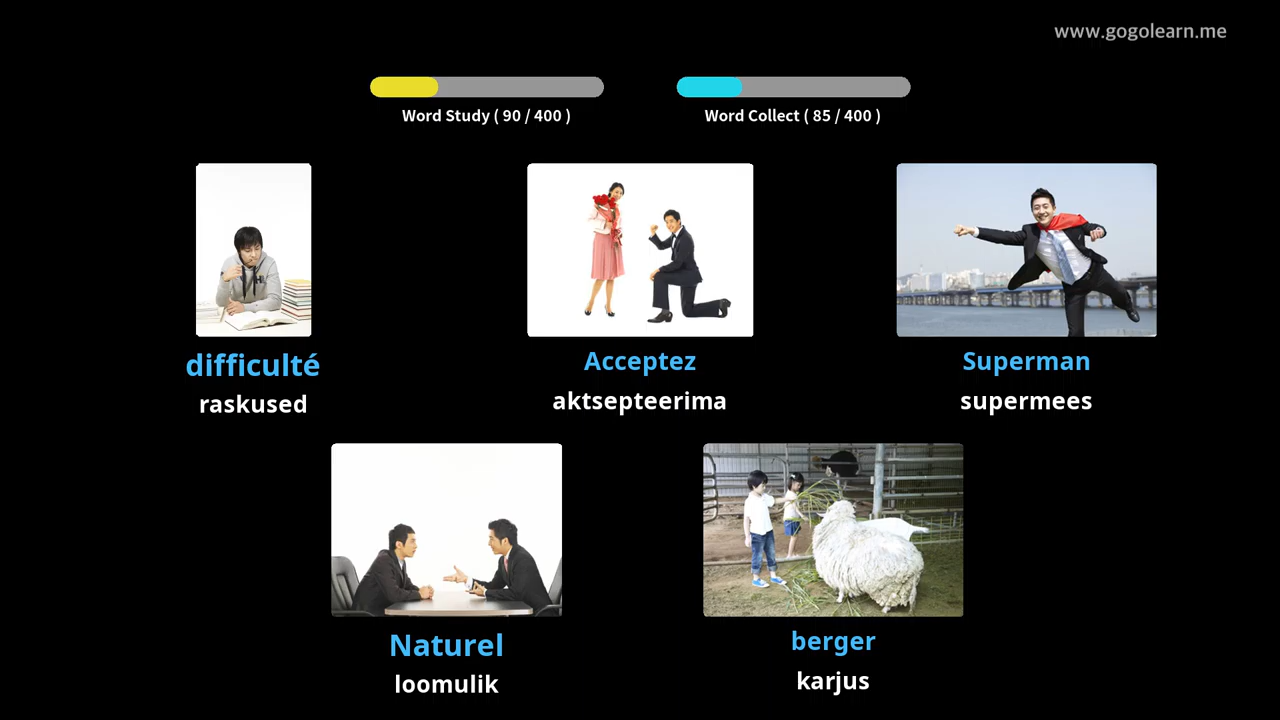 www.gogolearn.me
Word Study ( 90 / 400 )
Word Collect ( 85 / 400 )
difficulté
raskused
Acceptez
aktsepteerima
Superman
supermees
Naturel
loomulik
berger
karjus